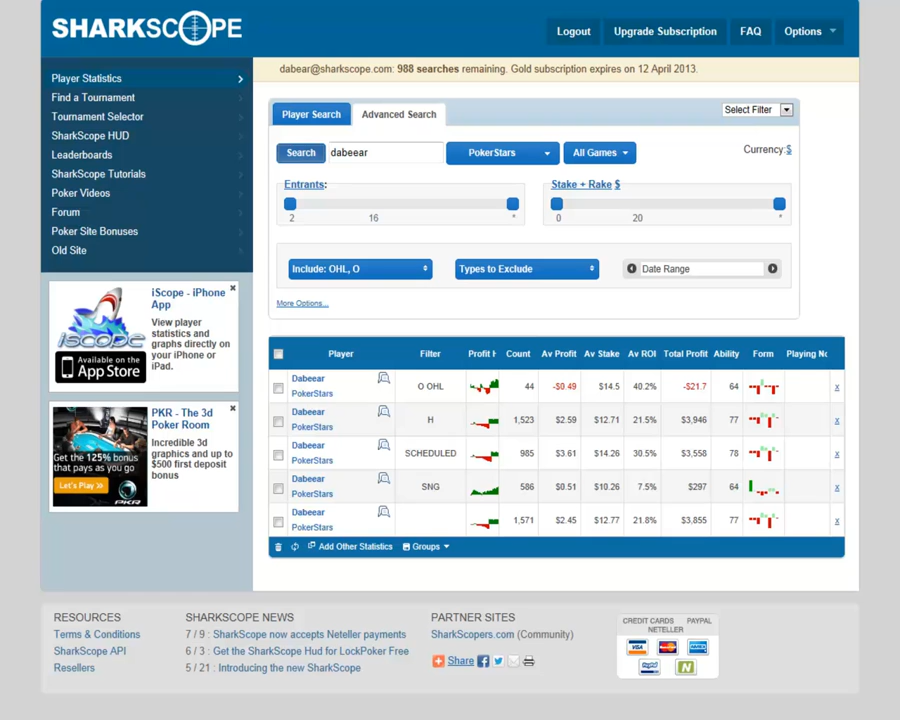 SHARKSCOPE
Logout
Upgrade Subscription
FAQ
Options
Player Statistics
Find a Tournament
Tournament Selector
SharkScope HUD
Leaderboards
SharkScope Tutorials
Poker Videos
Forum
Poker Site Bonuses
Old Site
iScope - iPhone App
View player
statistics and
graphs directly on
your iPhone or
iPad.
iscope
Available on the
App Store
PKR - The 3d
Poker Room
Incredible 3d
graphics and up to
$500 first deposit
bonus
Get the 125% bonus
that pays as you go
Let's Play »
PKR
dabear@sharkscope.com: 988 searches remaining. Gold subscription expires on 12 April 2013.
Player Search
Advanced Search
Select Filter
Search
dabeear
PokerStars
All Games
Currency:$
Entrants:
2 16 *
Stake + Rake $
0 20 *
Include: OHL, O
Types to Exclude
Date Range
More Options...
Player Filter Profit H Count Av Profit Av Stake Av ROI Total Profit Ability Form Playing No
Dabeear
PokerStars
O OHL 44 -$0.49 $14.5 40.2% -$21.7 64 x
Dabeear
PokerStars
H 1,523 $2.59 $12.71 21.5% $3,946 77 x
Dabeear
PokerStars
SCHEDULED 985 $3.61 $14.26 30.5% $3,558 78 x
Dabeear
PokerStars
SNG 586 $0.51 $10.26 7.5% $297 64 x
Dabeear
PokerStars
1,571 $2.45 $12.77 21.8% $3,855 77 x
Add Other Statistics
Groups
RESOURCES
Terms & Conditions
SharkScope API
Resellers
SHARKSCOPE NEWS
7 / 9 : SharkScope now accepts Neteller payments
6 / 3 : Get the SharkScope Hud for LockPoker Free
5 / 21 : Introducing the new SharkScope
PARTNER SITES
SharkScopers.com (Community)
Share
CREDIT CARDS PAYPAL
NETELLER
VISA
PayPal
N